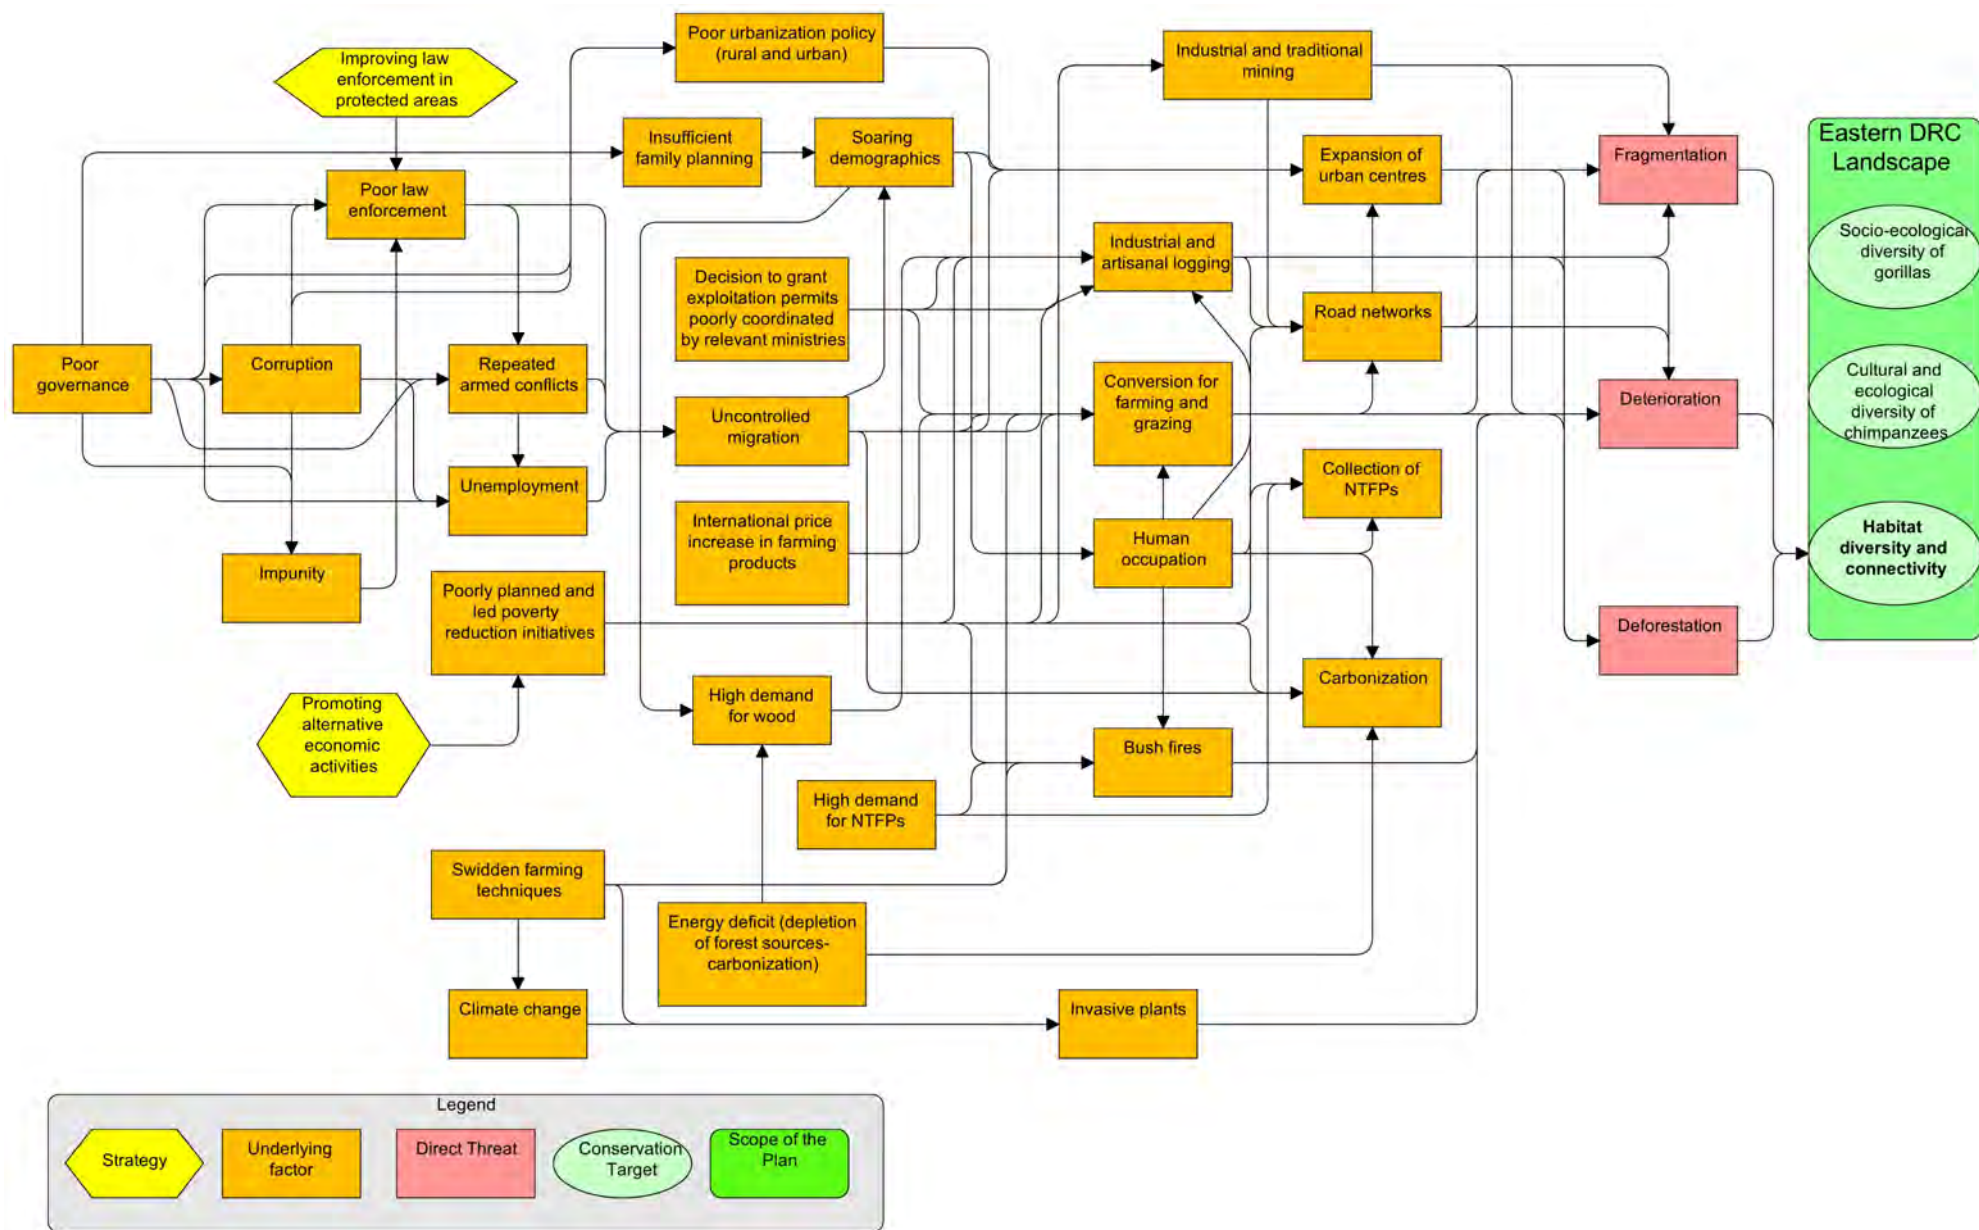 Improving law
enforcement in
protected areas
Poor urbanization policy
(rural and urban)
Industrial and traditional
mining
Insufficient
family planning
Soaring
demographics
Expansion of
urban centres
Fragmentation
Eastern DRC
Landscape
Poor law
enforcement
Socio-ecological
diversity of
gorillas
Decision to grant
exploitation permits
poorly coordinated
by relevant ministries
Industrial and
artisanal logging
Road networks
Poor
governance
Corruption
Repeated
armed conflicts
Uncontrolled
migration
Conversion for
farming and
grazing
Deterioration
Cultural and
ecological
diversity of
chimpanzees
Unemployment
Collection of
NTFPs
International price
increase in farming
products
Human
occupation
Habitat
diversity and
connectivity
Impunity
Poorly planned and
led poverty
reduction initiatives
Deforestation
High demand
for wood
Carbonization
Promoting
alternative
economic
activities
Bush fires
High demand
for NTFPs
Swidden farming
techniques
Energy deficit (depletion
of forest sources-
carbonization)
Climate change
Invasive plants
Legend
Strategy
Underlying
factor
Direct Threat
Conservation
Target
Scope of the
Plan